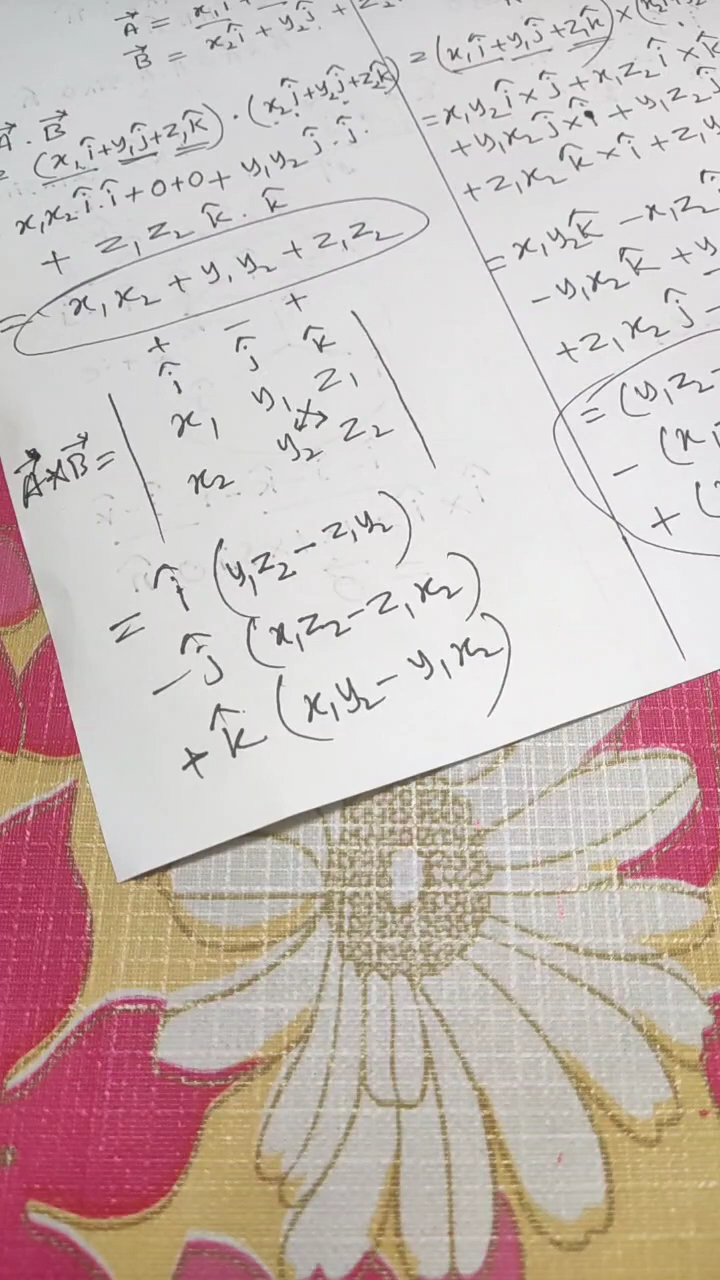 A⃗ = x₁î
B⃗ = x₂î + y₂ĵ +
A⃗ . B⃗
= (x₁î+y₁ĵ+z₁k̂) . (x₂î+y₂ĵ+z₂k̂)
x₁x₂ î.î + 0+0 + y₁y₂ ĵ.ĵ
+ z₁z₂ k̂.k̂
= x₁x₂ + y₁y₂ + z₁z₂
+ − +
î ĵ k̂
x₁ y₁ z₁
A⃗×B⃗ =
x₂ y₂ z₂
= î (y₁z₂ − z₁y₂)
−ĵ (x₁z₂ − z₁x₂)
+ k̂ (x₁y₂ − y₁x₂)
= (x₁î+y₁ĵ+z₁k̂) × (
= x₁y₂ î×ĵ + x₁z₂ î×k̂
+ y₁x₂ ĵ×î + y₁z₂ ĵ
+ z₁x₂ k̂×î + z₁y
= x₁y₂k̂ − x₁z₂
− y₁x₂k̂ + y
+ z₁x₂ĵ −
= (y₁z₂ −
− (x₁
+ (